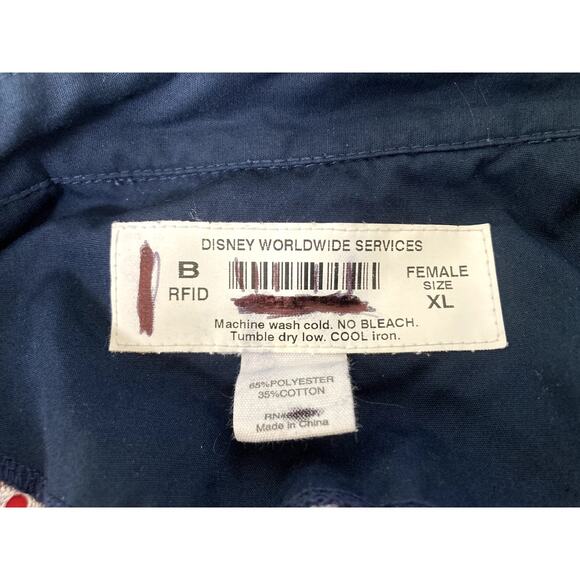 DISNEY WORLDWIDE SERVICES
B
RFID
FEMALE
SIZE
XL
Machine wash cold. NO BLEACH.
Tumble dry low. COOL iron.
65%POLYESTER
35%COTTON
Made in China